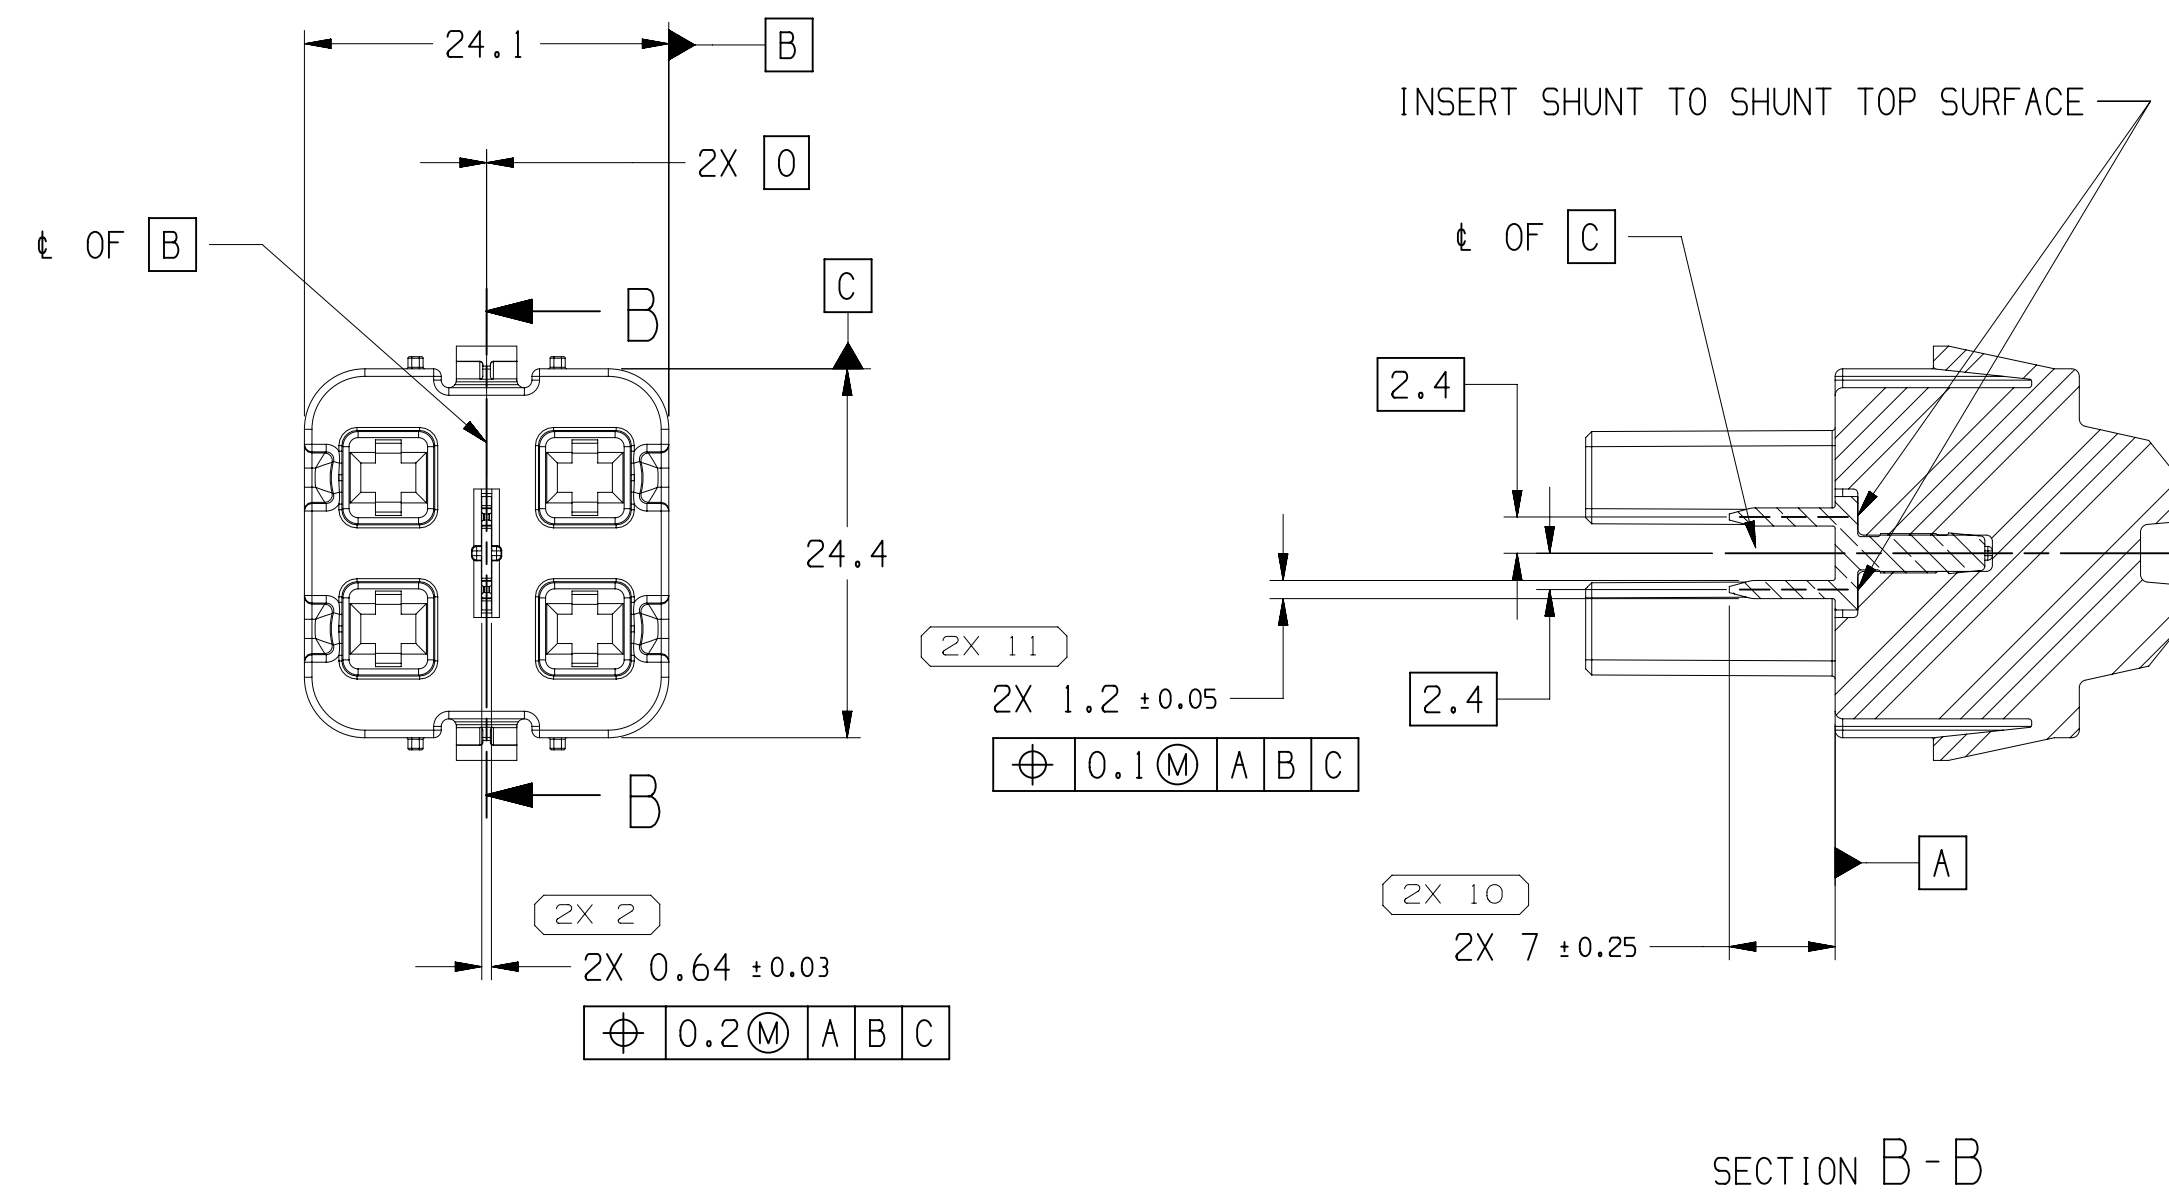 24.1
B
2X 0
℄ OF B
B
C
24.4
B
2X 2
2X 0.64 ±0.03
⌖ 0.2 Ⓜ A B C
INSERT SHUNT TO SHUNT TOP SURFACE
℄ OF C
2.4
2X 11
2X 1.2 ±0.05
⌖ 0.1 Ⓜ A B C
2.4
A
2X 10
2X 7 ±0.25
SECTION B-B